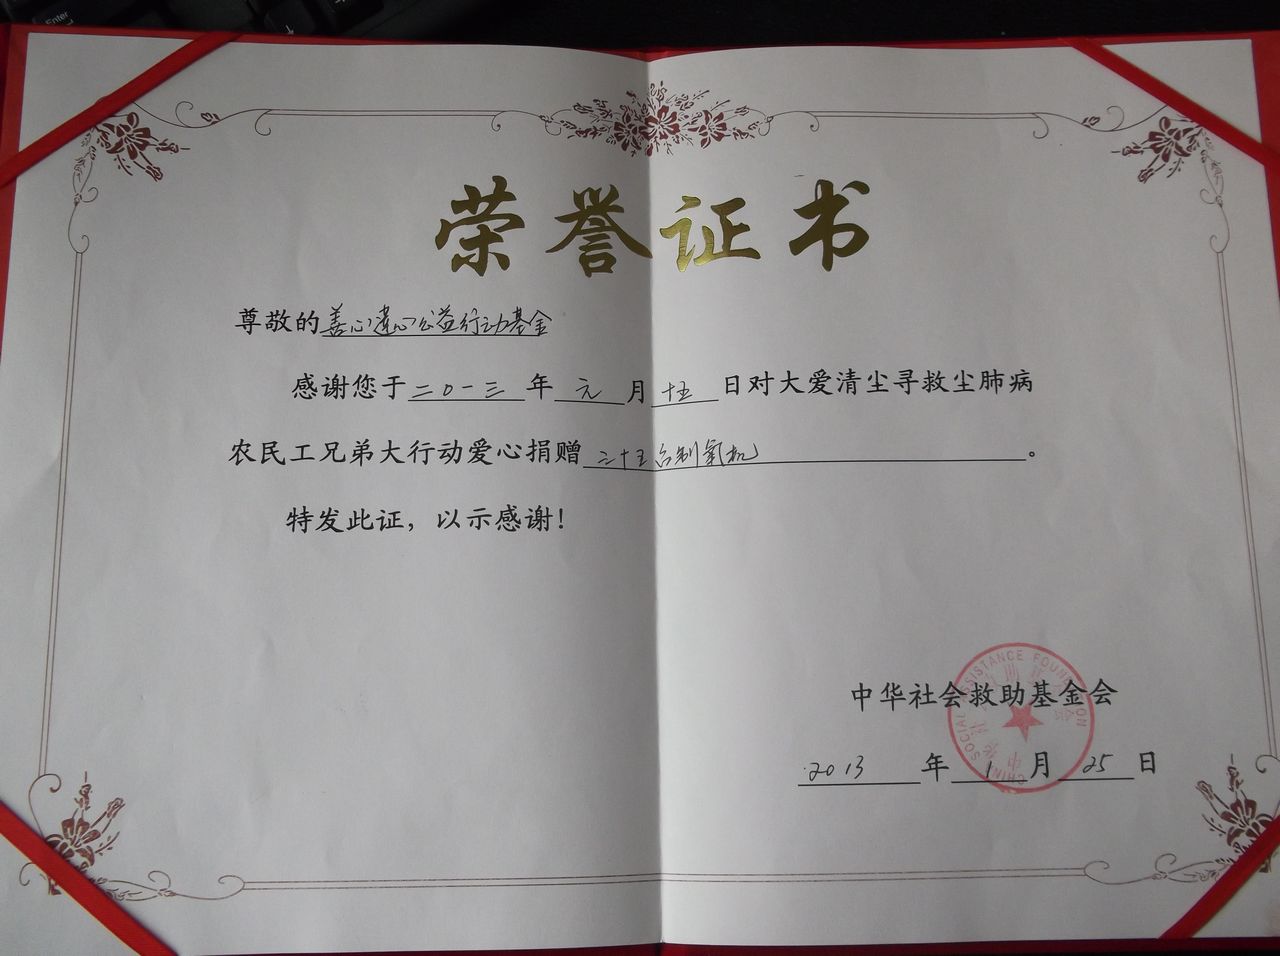 Enter
荣誉证书
尊敬的善心莲心公益行动基金
感谢您于二〇一三年元月十五日对大爱清尘寻救尘肺病
农民工兄弟大行动爱心捐赠二十五台制氧机。
特发此证，以示感谢！
CHINA SOCIAL ASSISTANCE FOUNDATION
中华社会救助基金会
中华社会救助基金会
2013年1月25日